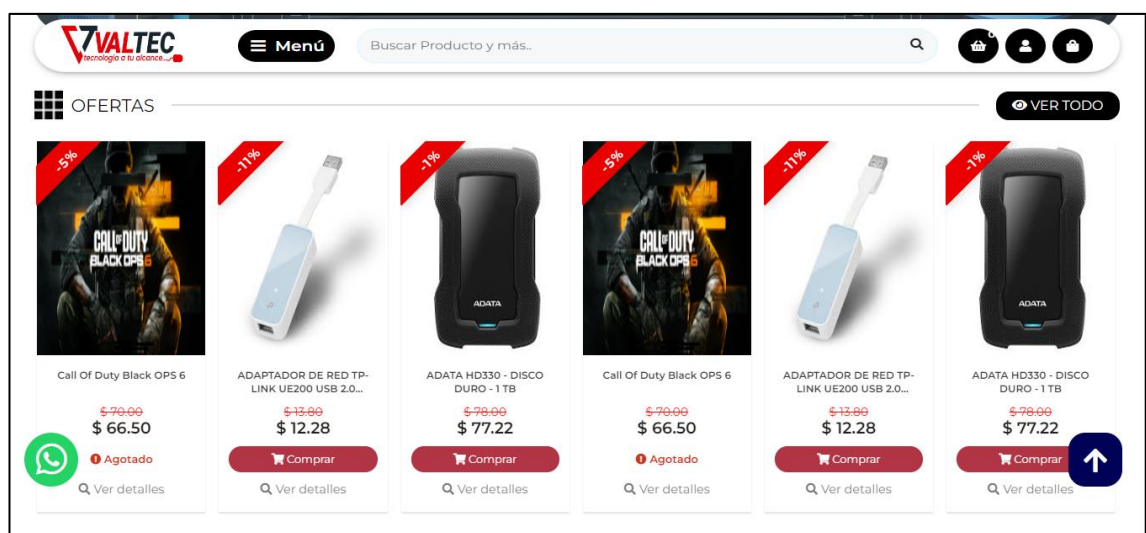 VALTEC
tecnología a tu alcance...
Menú
Buscar Producto y más..
0
OFERTAS
VER TODO
-5%
-11%
-1%
-5%
-11%
-1%
CALL OF DUTY
BLACK OPS 6
ADATA
CALL OF DUTY
BLACK OPS 6
ADATA
Call Of Duty Black OPS 6
ADAPTADOR DE RED TP-
LINK UE200 USB 2.0...
ADATA HD330 - DISCO
DURO - 1 TB
Call Of Duty Black OPS 6
ADAPTADOR DE RED TP-
LINK UE200 USB 2.0...
ADATA HD330 - DISCO
DURO - 1 TB
$ 70.00
$ 13.80
$ 78.00
$ 70.00
$ 13.80
$ 78.00
$ 66.50
$ 12.28
$ 77.22
$ 66.50
$ 12.28
$ 77.22
Agotado
Comprar
Comprar
Agotado
Comprar
Comprar
Ver detalles
Ver detalles
Ver detalles
Ver detalles
Ver detalles
Ver detalles